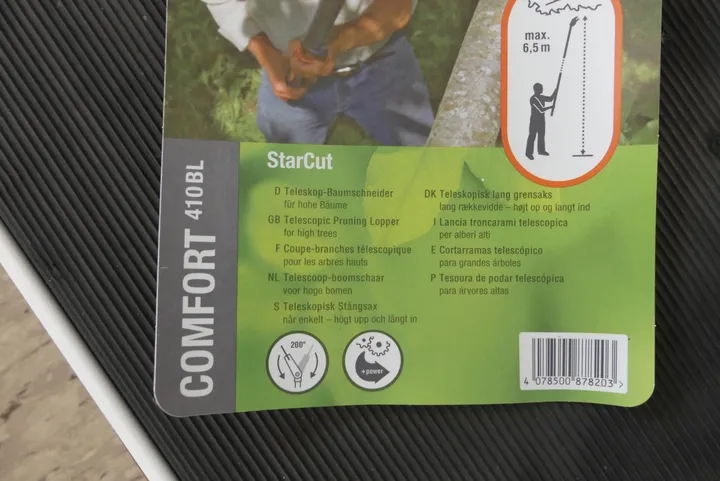 max.
6,5 m
COMFORT 410BL
StarCut
D Teleskop-Baumschneider
für hohe Bäume
GB Telescopic Pruning Lopper
for high trees
F Coupe-branches télescopique
pour les arbres hauts
NL Telescoop-boomschaar
voor hoge bomen
S Teleskopisk Stångsax
når enkelt – högt upp och långt in
DK Teleskopisk lang grensaks
lang rækkevidde – højt op og langt ind
I Lancia troncarami telescopica
per alberi alti
E Cortarramas telescópico
para grandes árboles
P Tesoura de podar telescópica
para árvores altas
200°
+power
4 078500 878203 >